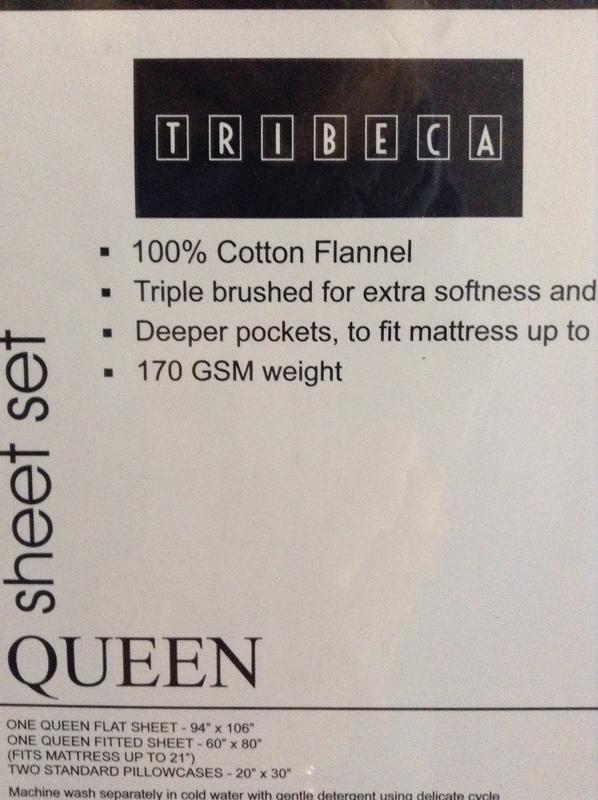 TRIBECA
▪ 100% Cotton Flannel
▪ Triple brushed for extra softness and
▪ Deeper pockets, to fit mattress up to
▪ 170 GSM weight
sheet set
QUEEN
ONE QUEEN FLAT SHEET - 94" x 106"
ONE QUEEN FITTED SHEET - 60" x 80"
(FITS MATTRESS UP TO 21")
TWO STANDARD PILLOWCASES - 20" x 30"
Machine wash separately in cold water with gentle detergent using delicate cycle